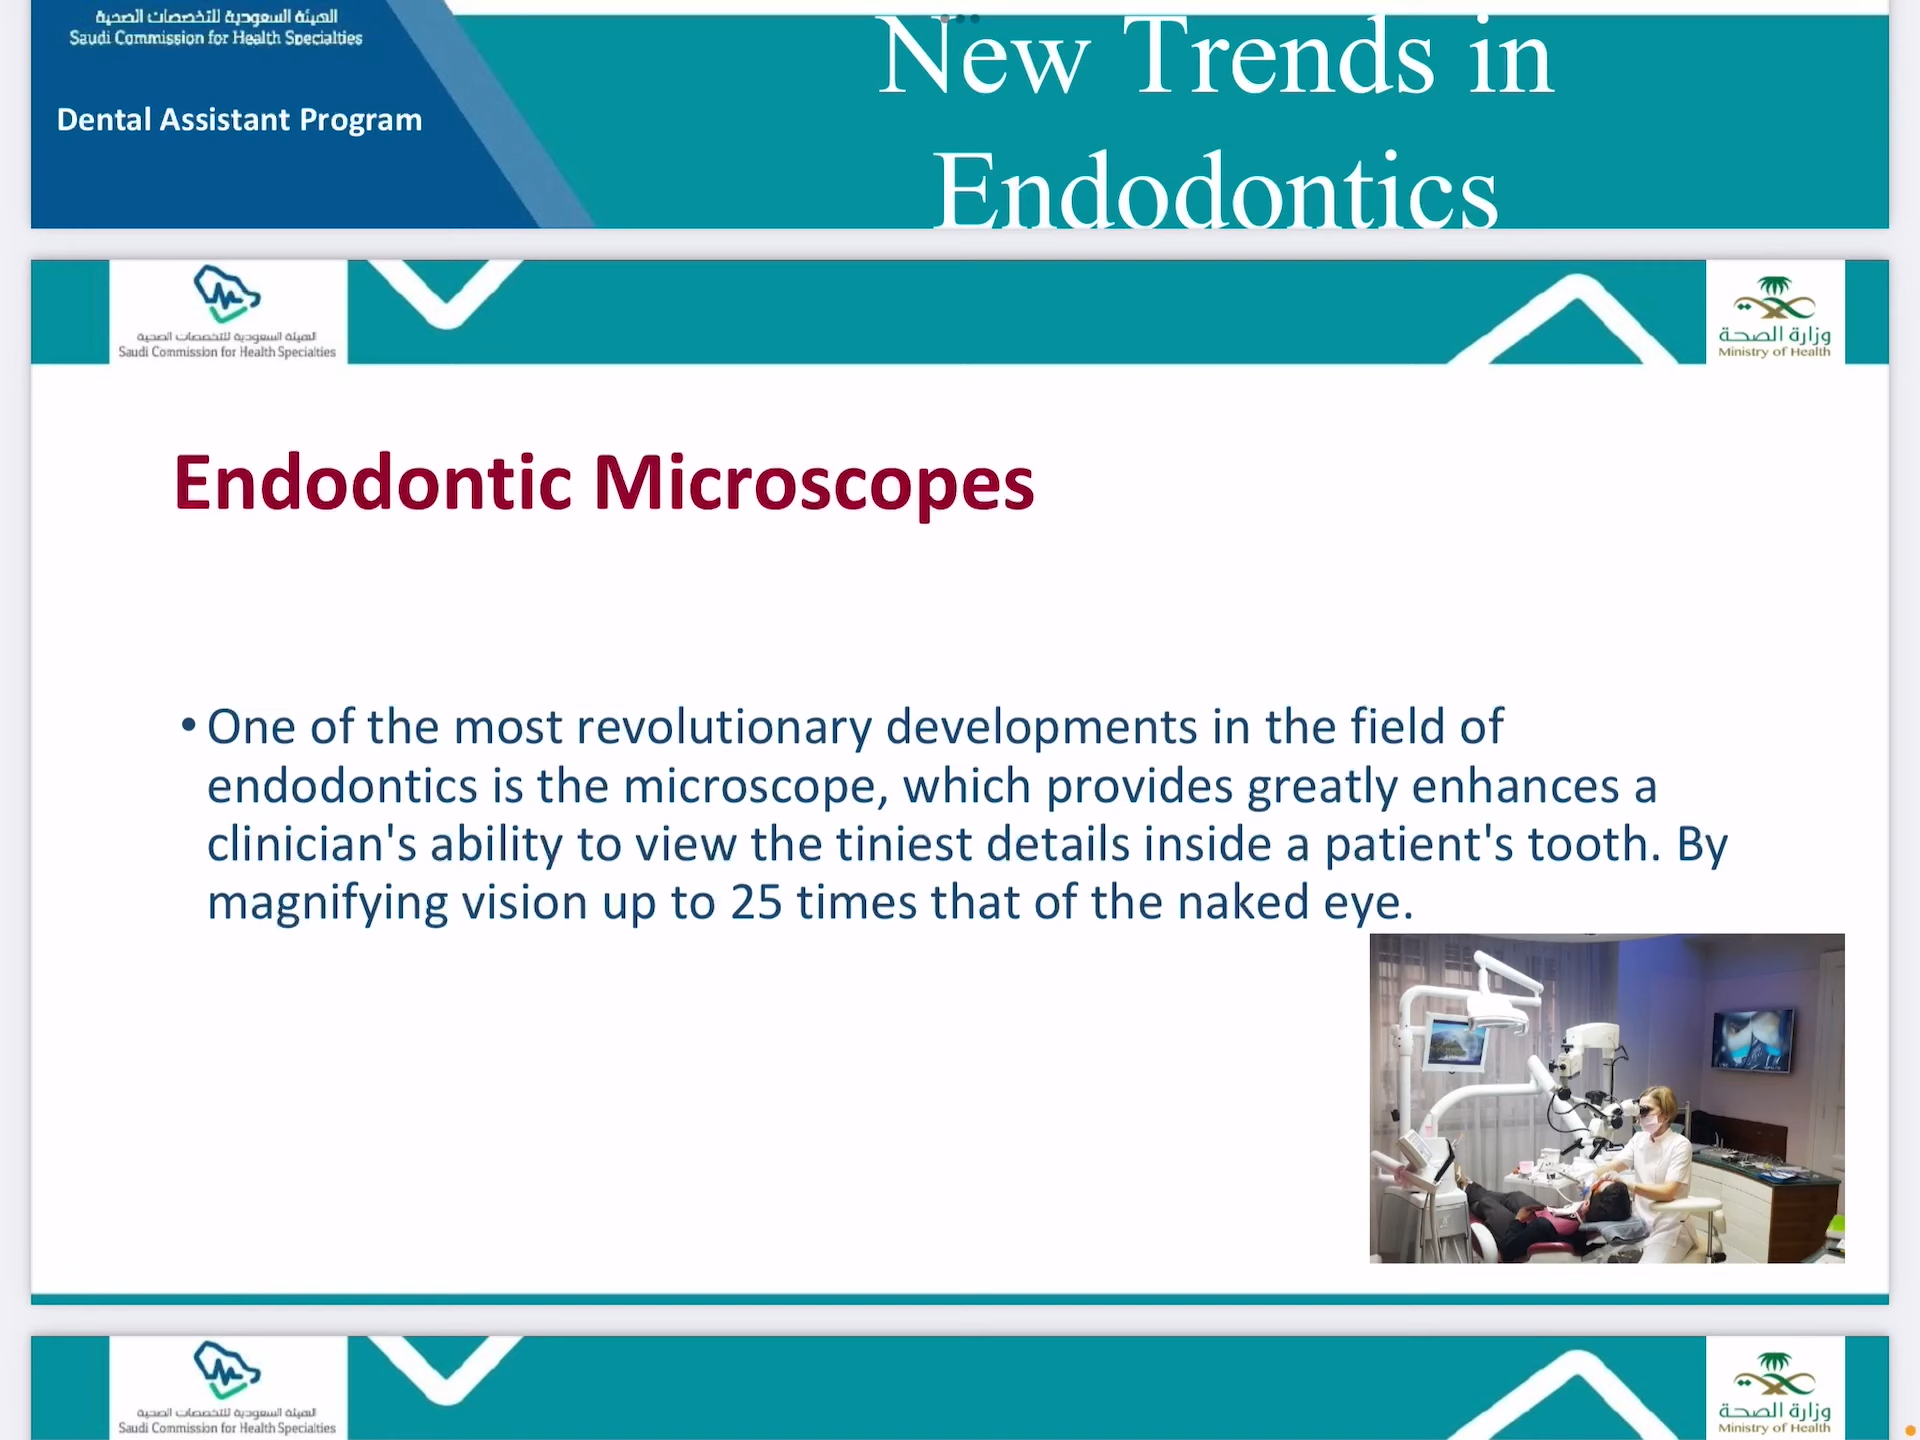 الهيئة السعودية للتخصصات الصحية
Saudi Commission for Health Specialties
Dental Assistant Program
New Trends in
Endodontics
الهيئة السعودية للتخصصات الصحية
Saudi Commission for Health Specialties
وزارة الصحة
Ministry of Health
Endodontic Microscopes
• One of the most revolutionary developments in the field of
endodontics is the microscope, which provides greatly enhances a
clinician's ability to view the tiniest details inside a patient's tooth. By
magnifying vision up to 25 times that of the naked eye.
الهيئة السعودية للتخصصات الصحية
Saudi Commission for Health Specialties
وزارة الصحة
Ministry of Health